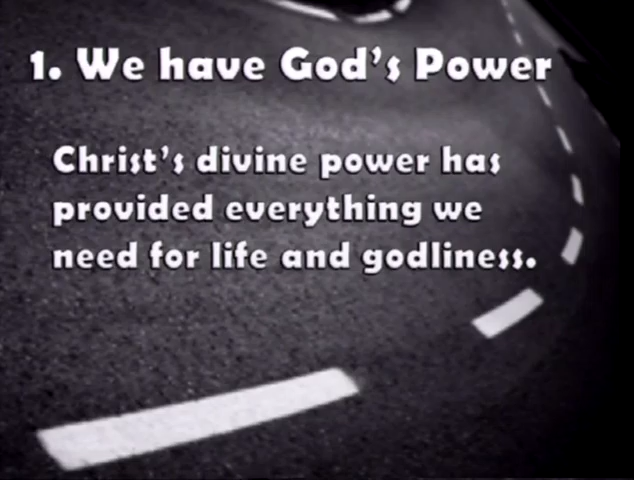 1. We have God's Power
Christ's divine power has
provided everything we
need for life and godliness.